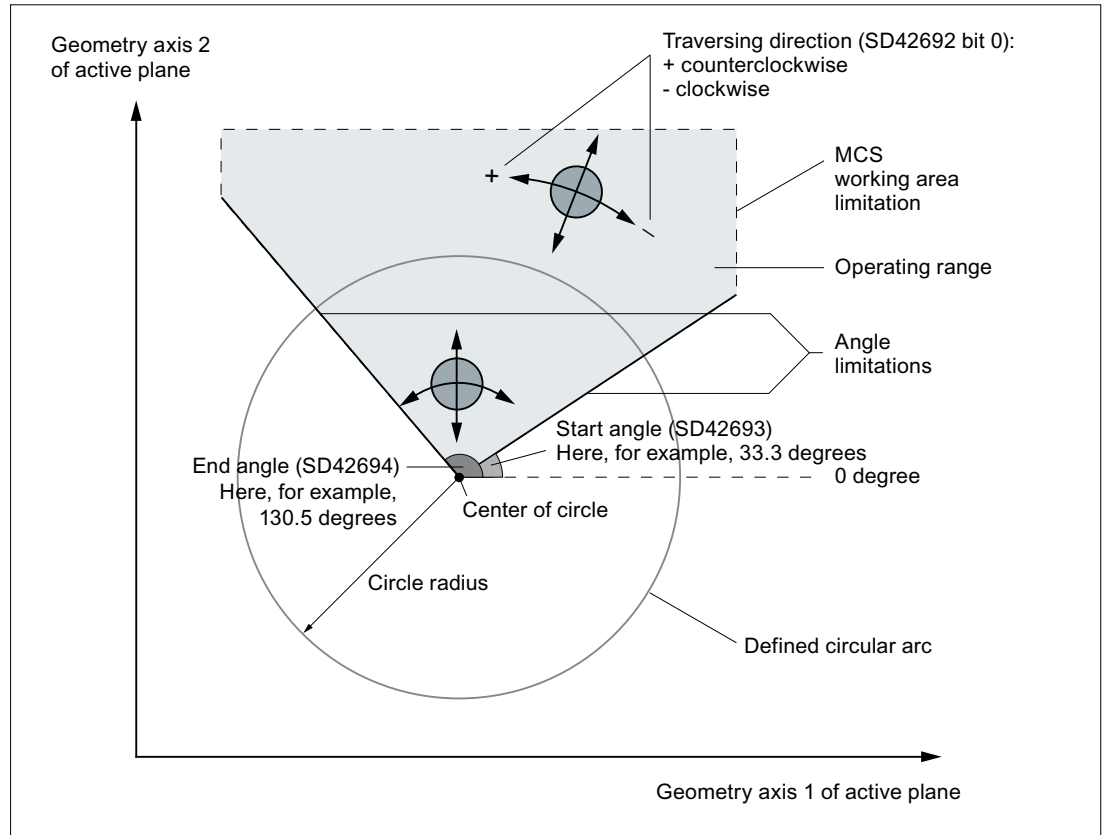 Geometry axis 2
of active plane
Traversing direction (SD42692 bit 0):
+ counterclockwise
- clockwise
MCS
working area
limitation
+
-
Operating range
Angle
limitations
Start angle (SD42693)
Here, for example, 33.3 degrees
End angle (SD42694)
Here, for example,
130.5 degrees
0 degree
Center of circle
Circle radius
Defined circular arc
Geometry axis 1 of active plane